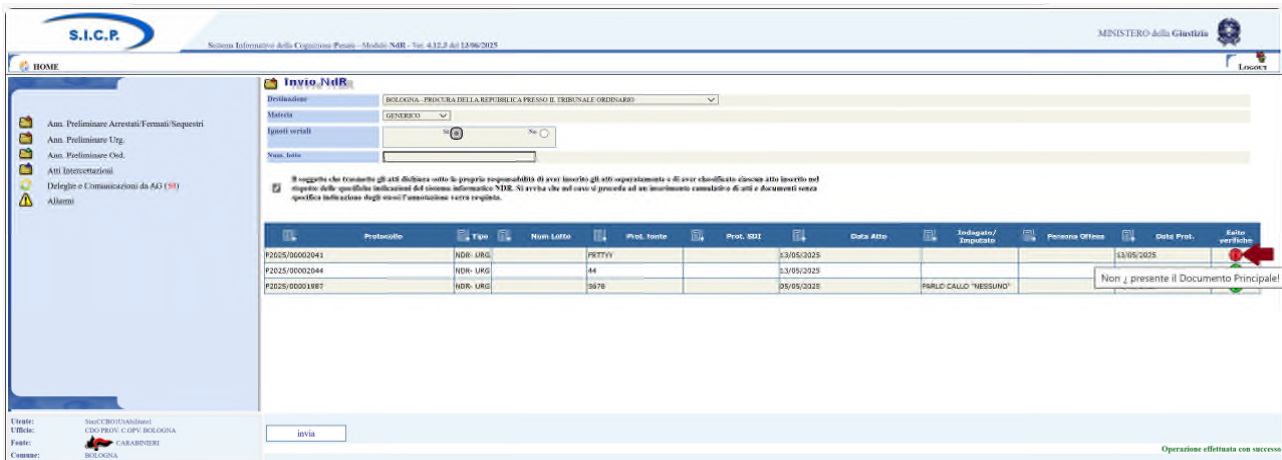 S.I.C.P.
Sistema Informativo della Cognizione Penale - Modulo NdR - Ver. 4.12.3 del 13/06/2025
MINISTERO della Giustizia
HOME
LOGOUT
Ann. Preliminare Arrestati/Fermati/Sequestri
Ann. Preliminare Urg.
Ann. Preliminare Ord.
Atti Intercettazioni
Deleghe e Comunicazioni da AG
Allarmi
Invio NdR
Destinazione BOLOGNA - PROCURA DELLA REPUBBLICA PRESSO IL TRIBUNALE ORDINARIO
Materia GENERICO
Ignoti seriali Si No
Num. lotto
Il soggetto che trasmette gli atti dichiara sotto la propria responsabilità di aver inserito gli atti separatamente e di aver classificato ciascun atto inserito nel
rispetto delle specifiche indicazioni del sistema informatico NDR. Si avvisa che nel caso si proceda ad un inserimento cumulativo di atti e documenti senza
specifica indicazione degli stessi l'annotazione verra respinta.
Protocollo Tipo Num Lotto Prot. fonte Prot. SDI Data Atto Indagato/ Imputato Persona Offesa Data Prot. Esito verifiche
P2025/00002041 NDR- URG PRTTYY 13/05/2025 13/05/2025
P2025/00002044 NDR- URG 44 13/05/2025
Non ¿ presente il Documento Principale!
P2025/00001987 NDR- URG 5678 05/05/2025 PARLO CALLO "NESSUNO"
invia
Utente:
Ufficio: CDO PROV. C.OPV. BOLOGNA
Fonte: CARABINIERI
Comune: BOLOGNA
Operazione effettuata con successo